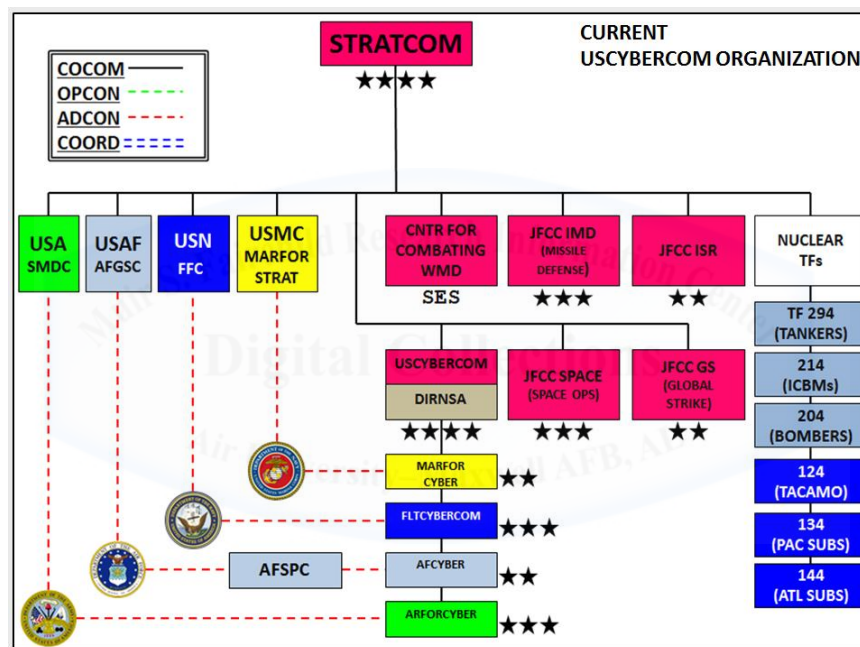 CURRENT
USCYBERCOM ORGANIZATION
STRATCOM
COCOM
OPCON
ADCON
COORD
USA
SMDC
USAF
AFGSC
USN
FFC
USMC
MARFOR
STRAT
CNTR FOR
COMBATING
WMD
SES
JFCC IMD
(MISSILE
DEFENSE)
JFCC ISR
NUCLEAR
TFs
TF 294
(TANKERS)
214
(ICBMs)
204
(BOMBERS)
124
(TACAMO)
134
(PAC SUBS)
144
(ATL SUBS)
USCYBERCOM
DIRNSA
JFCC SPACE
(SPACE OPS)
JFCC GS
(GLOBAL
STRIKE)
MARFOR
CYBER
FLTCYBERCOM
AFSPC
AFCYBER
ARFORCYBER
Digital Collections